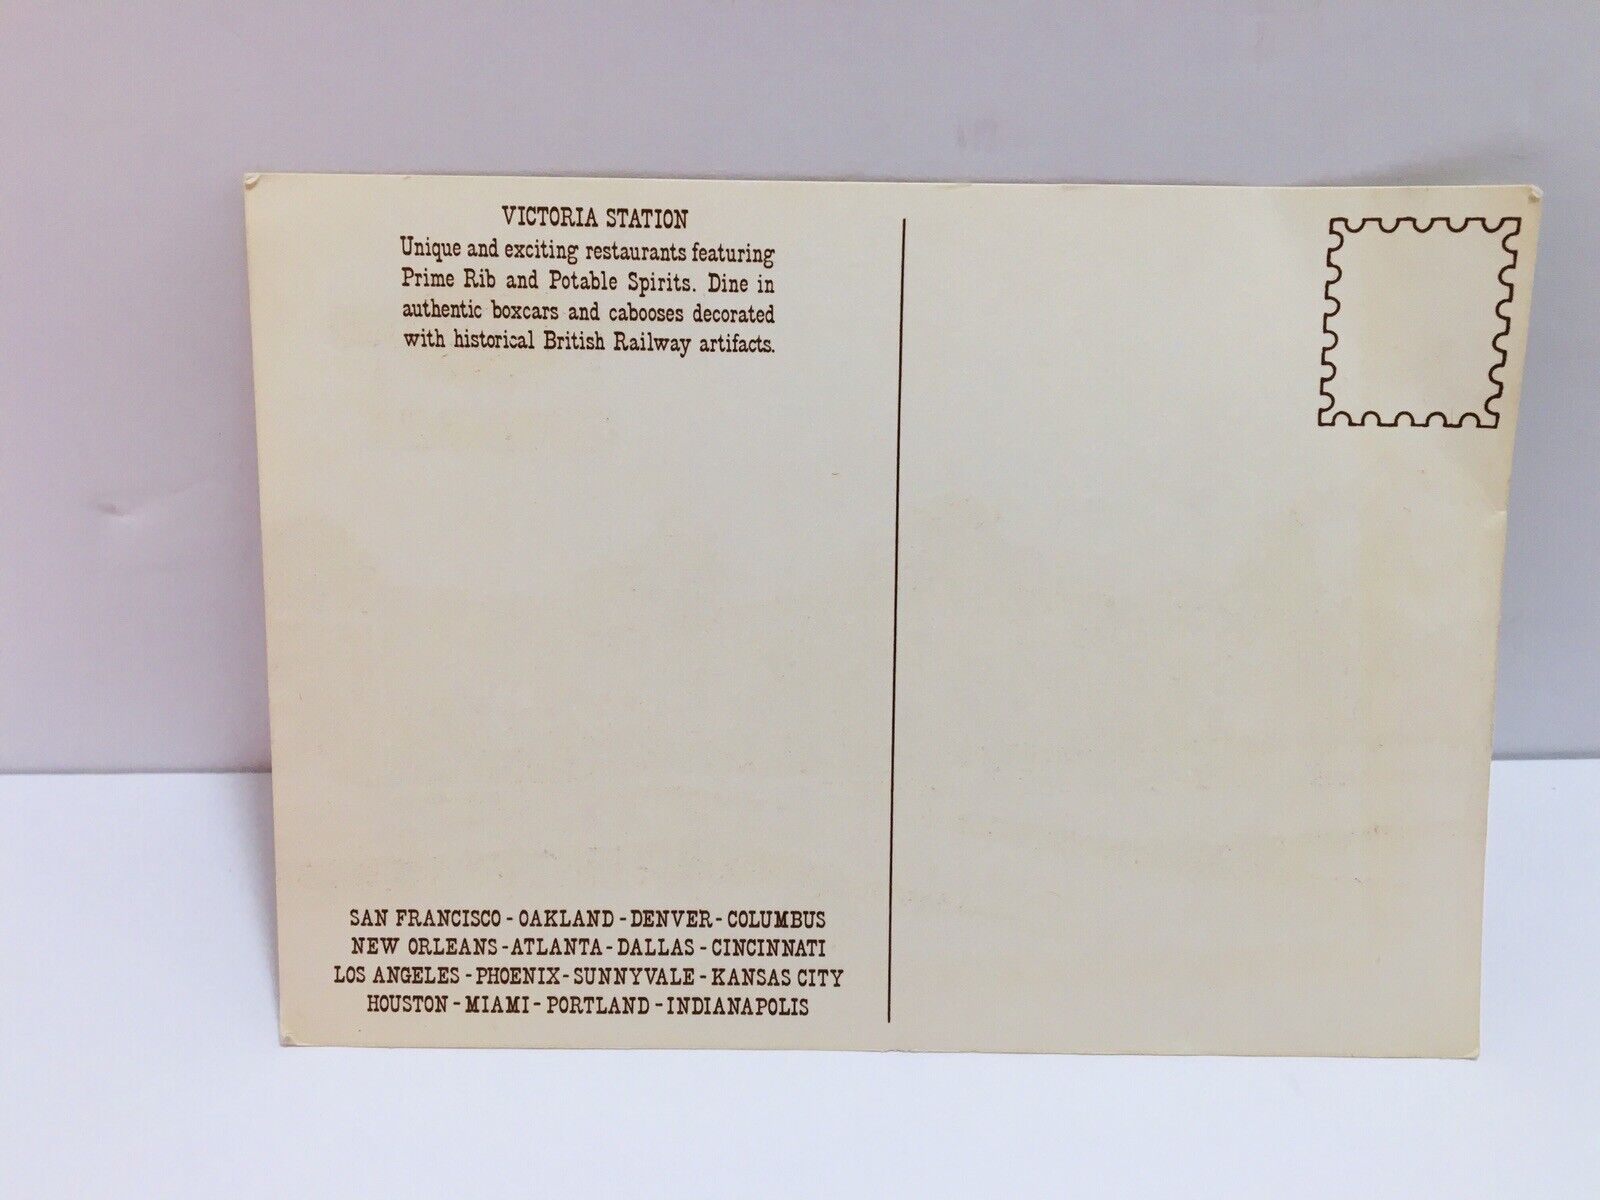 VICTORIA STATION
Unique and exciting restaurants featuring
Prime Rib and Potable Spirits. Dine in
authentic boxcars and cabooses decorated
with historical British Railway artifacts.
SAN FRANCISCO - OAKLAND - DENVER - COLUMBUS
NEW ORLEANS - ATLANTA - DALLAS - CINCINNATI
LOS ANGELES - PHOENIX - SUNNYVALE - KANSAS CITY
HOUSTON - MIAMI - PORTLAND - INDIANAPOLIS